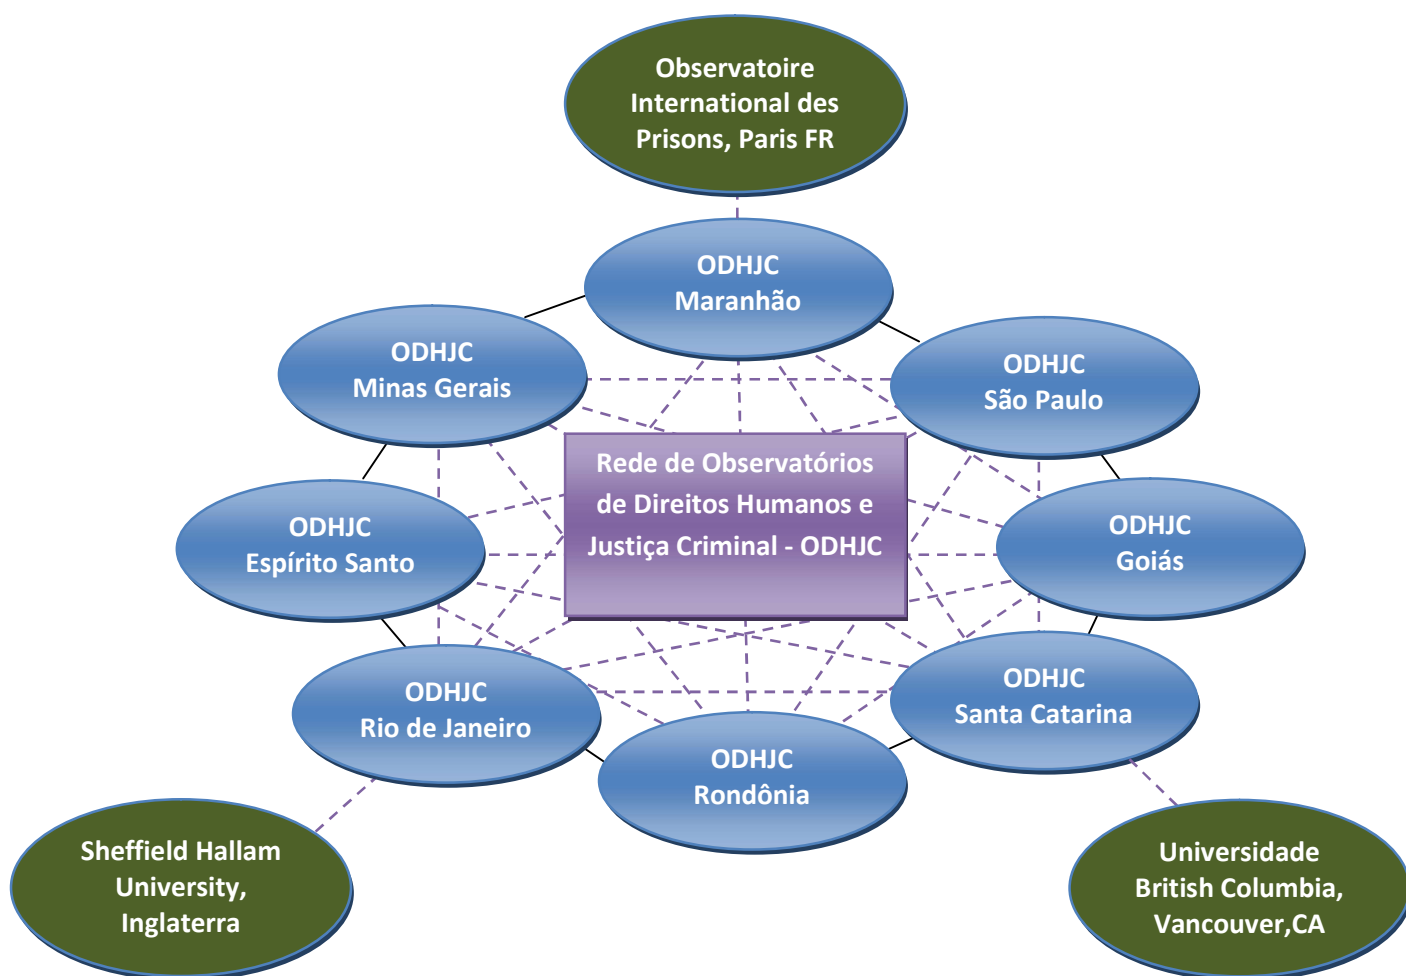 Observatoire
International des
Prisons, Paris FR
ODHJC
Maranhão
ODHJC
Minas Gerais
ODHJC
São Paulo
Rede de Observatórios
de Direitos Humanos e
Justiça Criminal - ODHJC
ODHJC
Espírito Santo
ODHJC
Goiás
ODHJC
Rio de Janeiro
ODHJC
Santa Catarina
ODHJC
Rondônia
Sheffield Hallam
University,
Inglaterra
Universidade
British Columbia,
Vancouver,CA